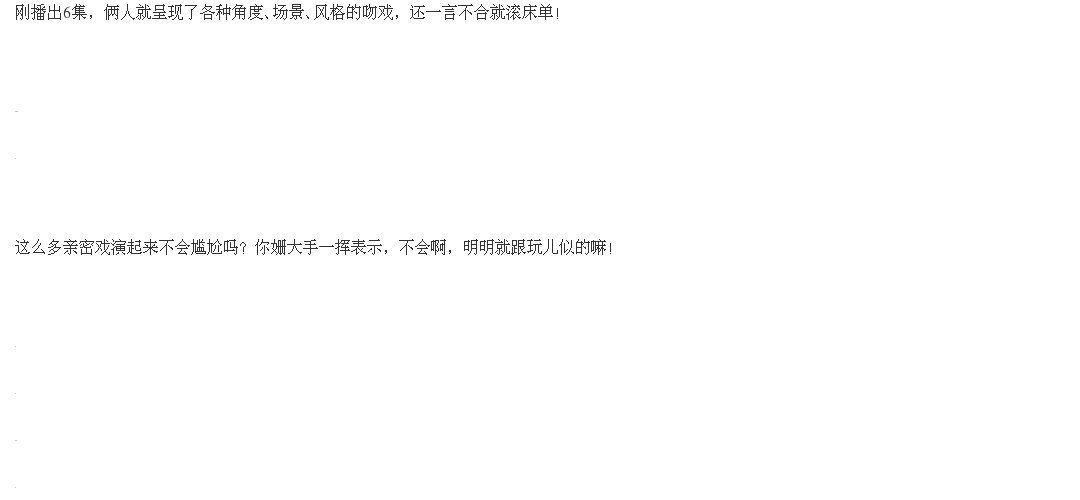 刚播出6集，俩人就呈现了各种角度、场景、风格的吻戏，还一言不合就滚床单！
这么多亲密戏演起来不会尴尬吗？你姗大手一挥表示，不会啊，明明就跟玩儿似的嘛！